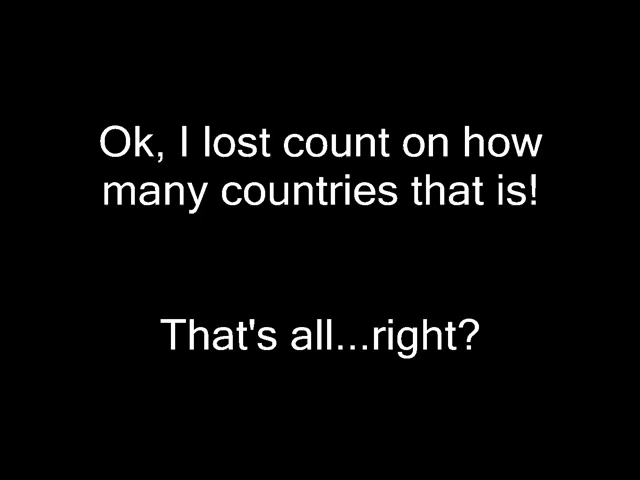 Ok, I lost count on how
many countries that is!
That's all...right?